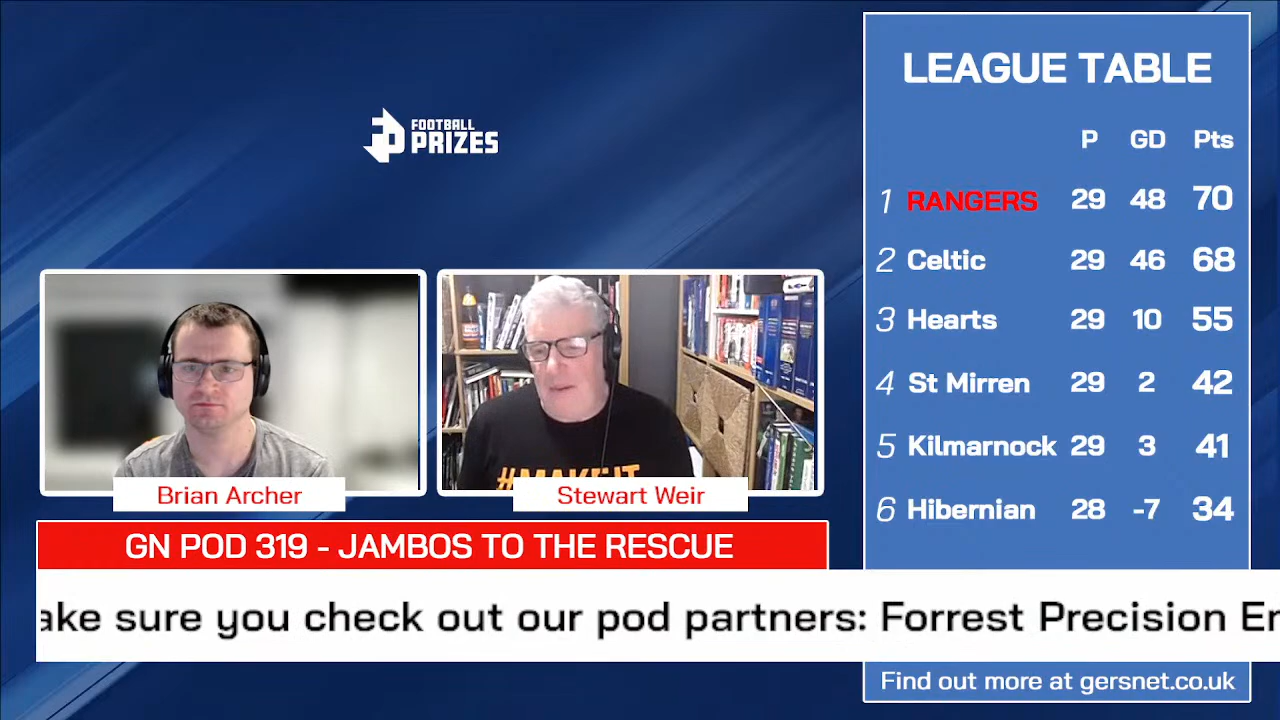 FOOTBALL
PRIZES
LEAGUE TABLE
P GD Pts
1 RANGERS 29 48 70
2 Celtic 29 46 68
3 Hearts 29 10 55
4 St Mirren 29 2 42
5 Kilmarnock 29 3 41
6 Hibernian 28 -7 34
#MAKEIT
Brian Archer
Stewart Weir
GN POD 319 - JAMBOS TO THE RESCUE
ake sure you check out our pod partners: Forrest Precision En
Find out more at gersnet.co.uk